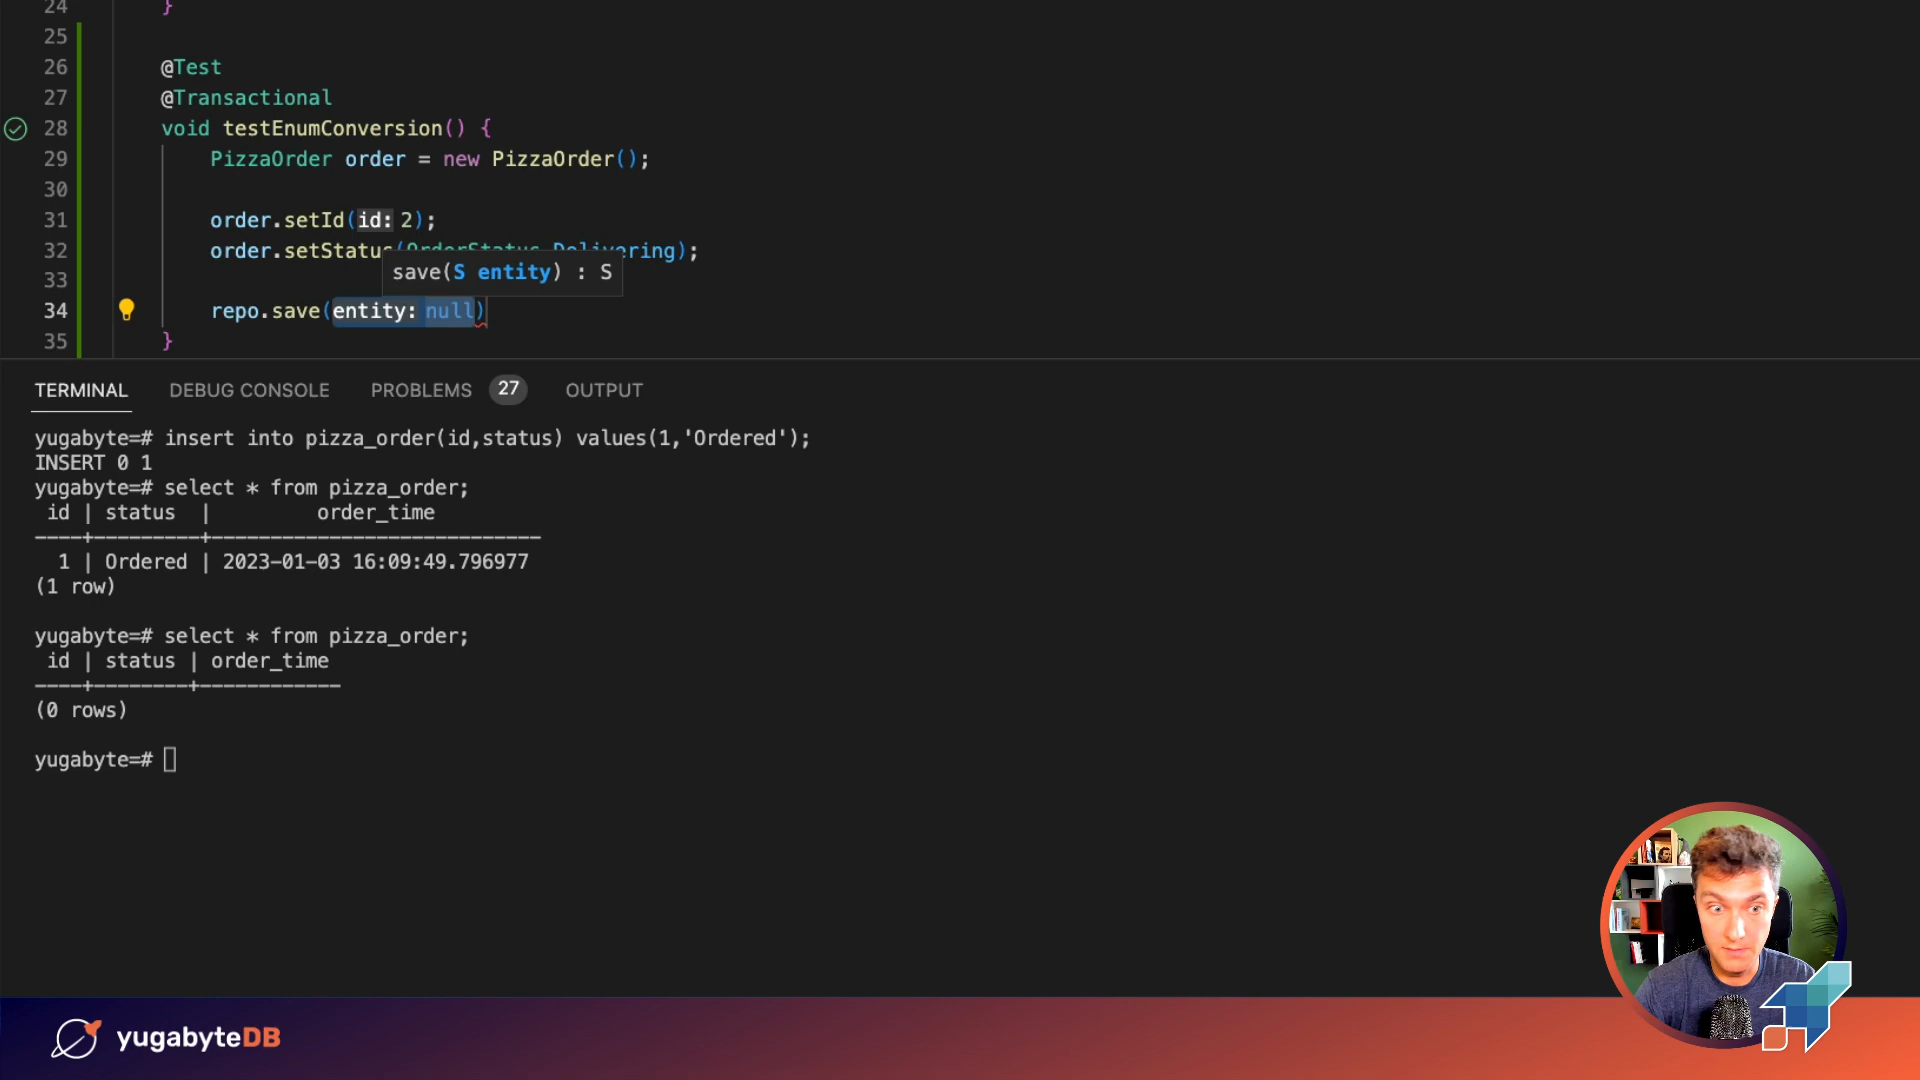 24 }
25
26 @Test
27 @Transactional
28 void testEnumConversion() {
29 PizzaOrder order = new PizzaOrder();
30
31 order.setId(id: 2);
32 order.setStatus(OrderStatus.Delivering);
save(S entity) : S
33
34 repo.save(entity: null)
35 }
TERMINAL DEBUG CONSOLE PROBLEMS 27 OUTPUT
yugabyte=# insert into pizza_order(id,status) values(1,'Ordered');
INSERT 0 1
yugabyte=# select * from pizza_order;
id | status | order_time
----+---------+----------------------------
1 | Ordered | 2023-01-03 16:09:49.796977
(1 row)
yugabyte=# select * from pizza_order;
id | status | order_time
----+--------+------------
(0 rows)
yugabyte=#
yugabyteDB